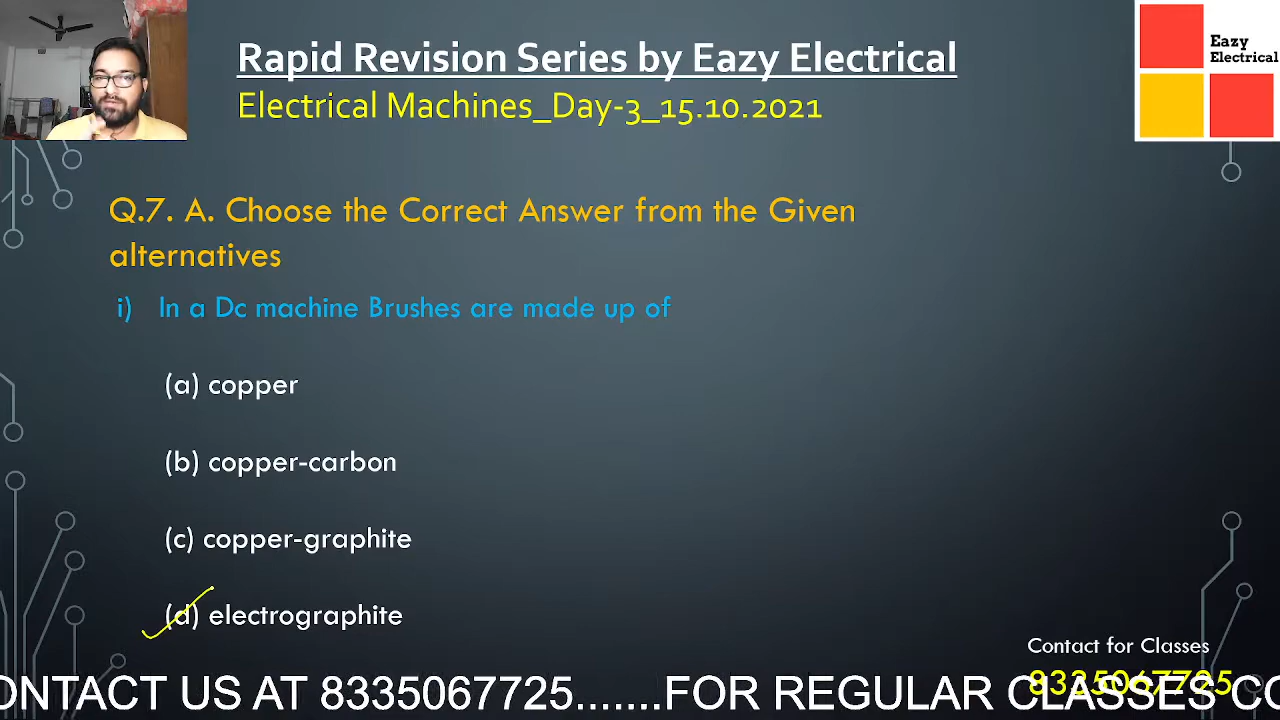 Rapid Revision Series by Eazy Electrical
Electrical Machines_Day-3_15.10.2021
Eazy
Electrical
Q.7. A. Choose the Correct Answer from the Given
alternatives
i) In a Dc machine Brushes are made up of
(a) copper
(b) copper-carbon
(c) copper-graphite
(d) electrographite
Contact for Classes
8335067725
ONTACT US AT 8335067725.......FOR REGULAR CLASSES CO